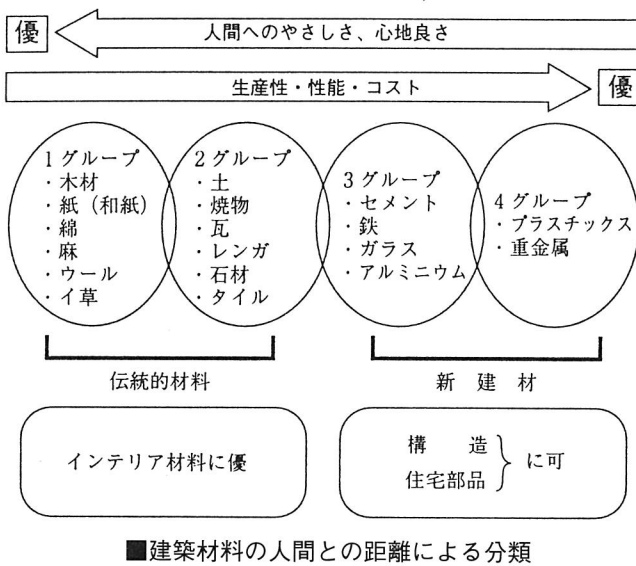 優
人間へのやさしさ、心地良さ
生産性・性能・コスト
優
1グループ
・木材
・紙（和紙）
・綿
・麻
・ウール
・イ草
2グループ
・土
・焼物
・瓦
・レンガ
・石材
・タイル
3グループ
・セメント
・鉄
・ガラス
・アルミニウム
4グループ
・プラスチックス
・重金属
伝統的材料
新建材
インテリア材料に優
構造
住宅部品
に可
■建築材料の人間との距離による分類